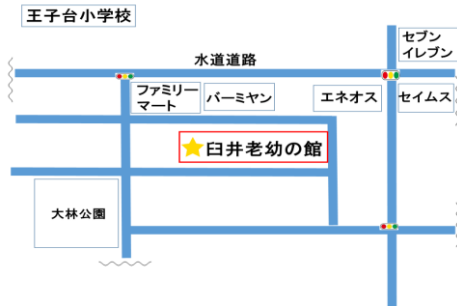 王子台小学校
セブン
イレブン
水道道路
ファミリー
マート
バーミヤン
エネオス
セイムス
臼井老幼の館
大林公園